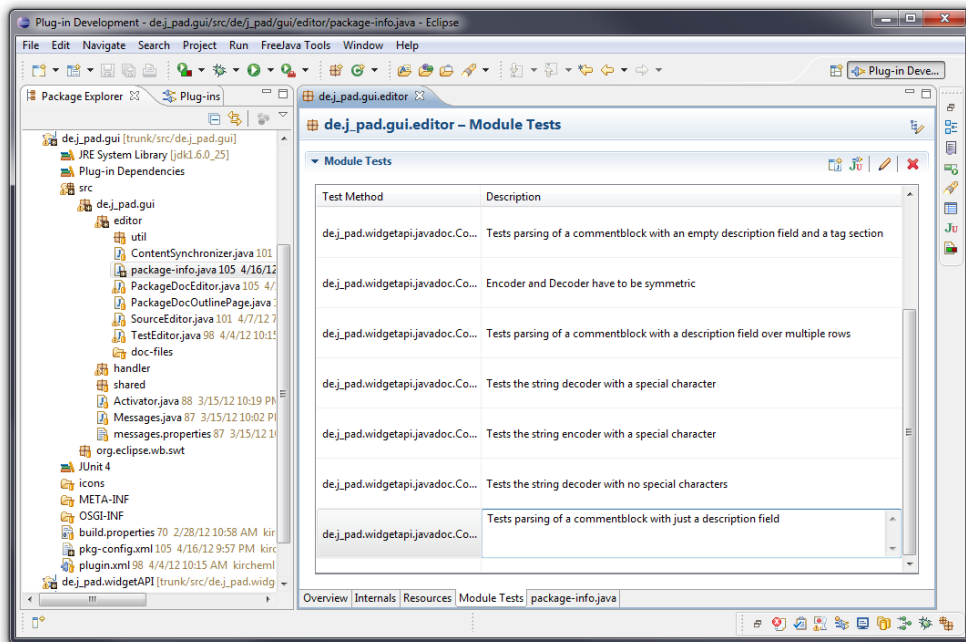 Plug-in Development - de.j_pad.gui/src/de/j_pad/gui/editor/package-info.java - Eclipse
File Edit Navigate Search Project Run FreeJava Tools Window Help
Plug-in Deve...
Package Explorer Plug-ins
de.j_pad.gui [trunk/src/de.j_pad.gui]
JRE System Library [jdk1.6.0_25]
Plug-in Dependencies
src
de.j_pad.gui
editor
util
ContentSynchronizer.java 101
package-info.java 105 4/16/12
PackageDocEditor.java 105 4/
PackageDocOutlinePage.java
SourceEditor.java 101 4/7/12 7
TestEditor.java 98 4/4/12 10:15
doc-files
handler
shared
Activator.java 88 3/15/12 10:19 PM
Messages.java 87 3/15/12 10:02 PM
messages.properties 87 3/15/12 10
org.eclipse.wb.swt
JUnit 4
icons
META-INF
OSGI-INF
build.properties 70 2/28/12 10:58 AM kir
pkg-config.xml 105 4/16/12 9:57 PM kirc
plugin.xml 98 4/4/12 10:15 AM kircheml
de.j_pad.widgetAPI [trunk/src/de.j_pad.widg
de.j_pad.gui.editor
de.j_pad.gui.editor – Module Tests
Module Tests
Test Method Description
de.j_pad.widgetapi.javadoc.Co... Tests parsing of a commentblock with an empty description field and a tag section
de.j_pad.widgetapi.javadoc.Co... Encoder and Decoder have to be symmetric
de.j_pad.widgetapi.javadoc.Co... Tests parsing of a commentblock with a description field over multiple rows
de.j_pad.widgetapi.javadoc.Co... Tests the string decoder with a special character
de.j_pad.widgetapi.javadoc.Co... Tests the string encoder with a special character
de.j_pad.widgetapi.javadoc.Co... Tests the string decoder with no special characters
de.j_pad.widgetapi.javadoc.Co... Tests parsing of a commentblock with just a description field
Overview Internals Resources Module Tests package-info.java